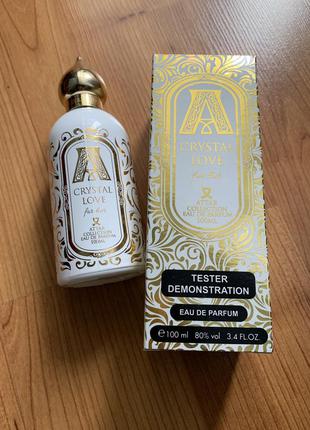 A
CRYSTAL
LOVE
for her
ATTAR
COLLECTION
EAU DE PARFUM
100ML
A
CRYSTAL LOVE
for her
ATTAR
COLLECTION
EAU DE PARFUM
100ML
TESTER
DEMONSTRATION
EAU DE PARFUM
℮100 ml 80% vol 3.4 FL.OZ.